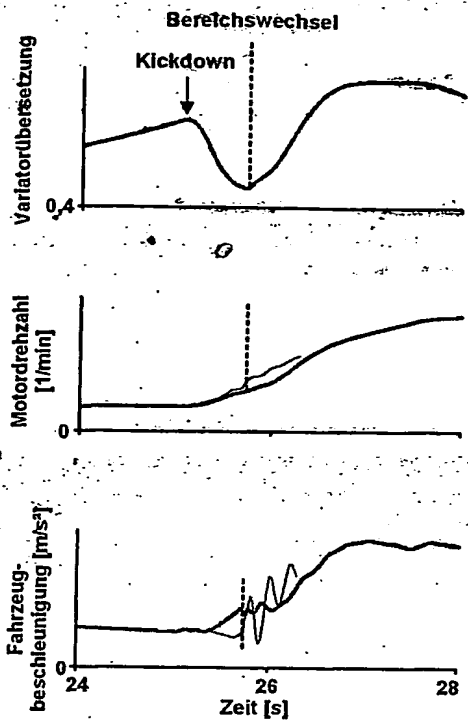 Bereichswechsel
Kickdown
Variatorübersetzung
0,4
Motordrehzahl
[1/min]
0
Fahrzeug-
beschleunigung [m/s²]
0
24
26
28
Zeit [s]